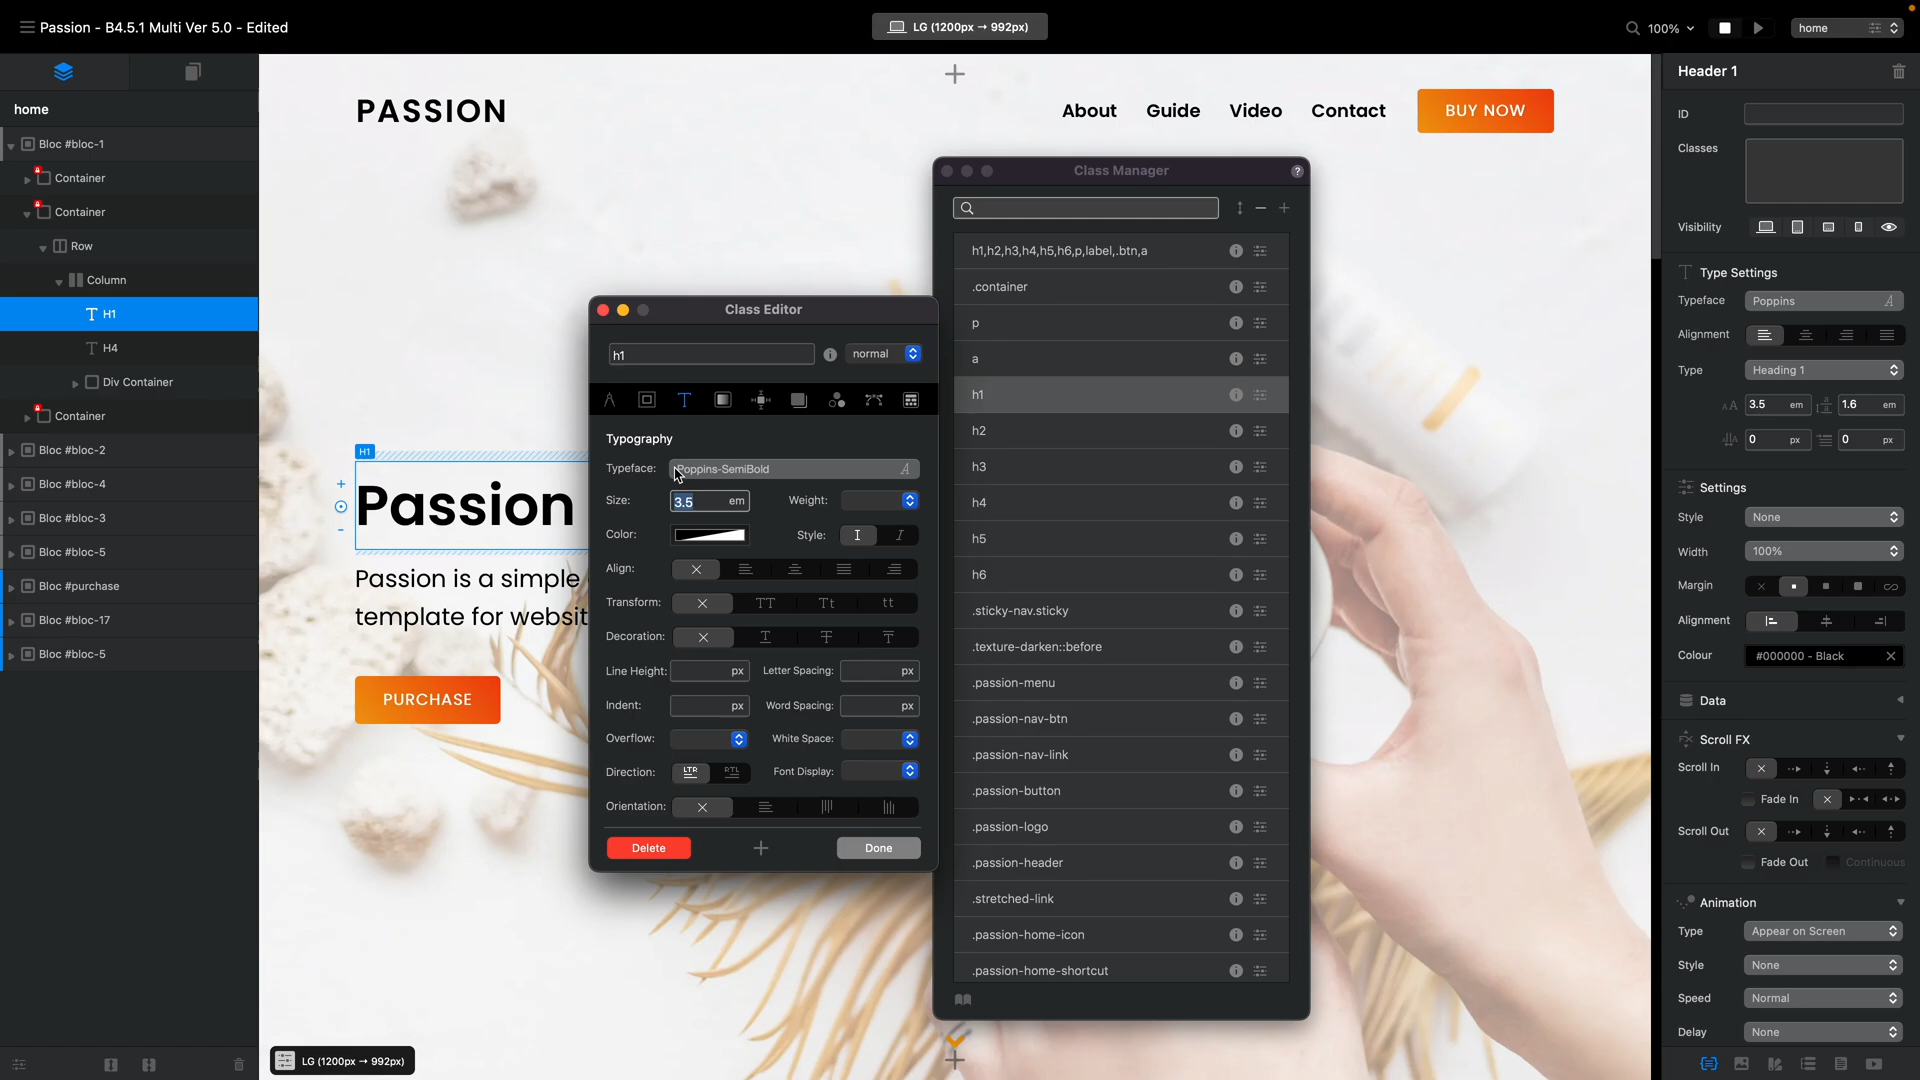 Passion - B4.5.1 Multi Ver 5.0 - Edited
LG (1200px → 992px)
100%
home
home
Bloc #bloc-1
Container
Container
Row
Column
H1
H4
Div Container
Container
Bloc #bloc-2
Bloc #bloc-4
Bloc #bloc-3
Bloc #bloc-5
Bloc #purchase
Bloc #bloc-17
Bloc #bloc-5
PASSION
About
Guide
Video
Contact
BUY NOW
H1
Passion
Passion is a simple
template for websit
PURCHASE
LG (1200px → 992px)
Class Editor
h1
normal
Typography
Typeface:
Poppins-SemiBold
Size:
3.5 em
Weight:
Color:
Style:
Align:
Transform:
TT Tt tt
Decoration:
T T T
Line Height:
px
Letter Spacing:
px
Indent:
px
Word Spacing:
px
Overflow:
White Space:
Direction:
LTR
RTL
Font Display:
Orientation:
Delete
Done
Class Manager
?
h1,h2,h3,h4,h5,h6,p,label,.btn,a
.container
p
a
h1
h2
h3
h4
h5
h6
.sticky-nav.sticky
.texture-darken::before
.passion-menu
.passion-nav-btn
.passion-nav-link
.passion-button
.passion-logo
.passion-header
.stretched-link
.passion-home-icon
.passion-home-shortcut
Header 1
ID
Classes
Visibility
Type Settings
Typeface
Poppins
Alignment
Type
Heading 1
3.5 em
1.6 em
0 px
0 px
Settings
Style
None
Width
100%
Margin
Alignment
Colour
#000000 - Black
Data
Scroll FX
Scroll In
Fade In
Scroll Out
Fade Out
Continuous
Animation
Type
Appear on Screen
Style
None
Speed
Normal
Delay
None